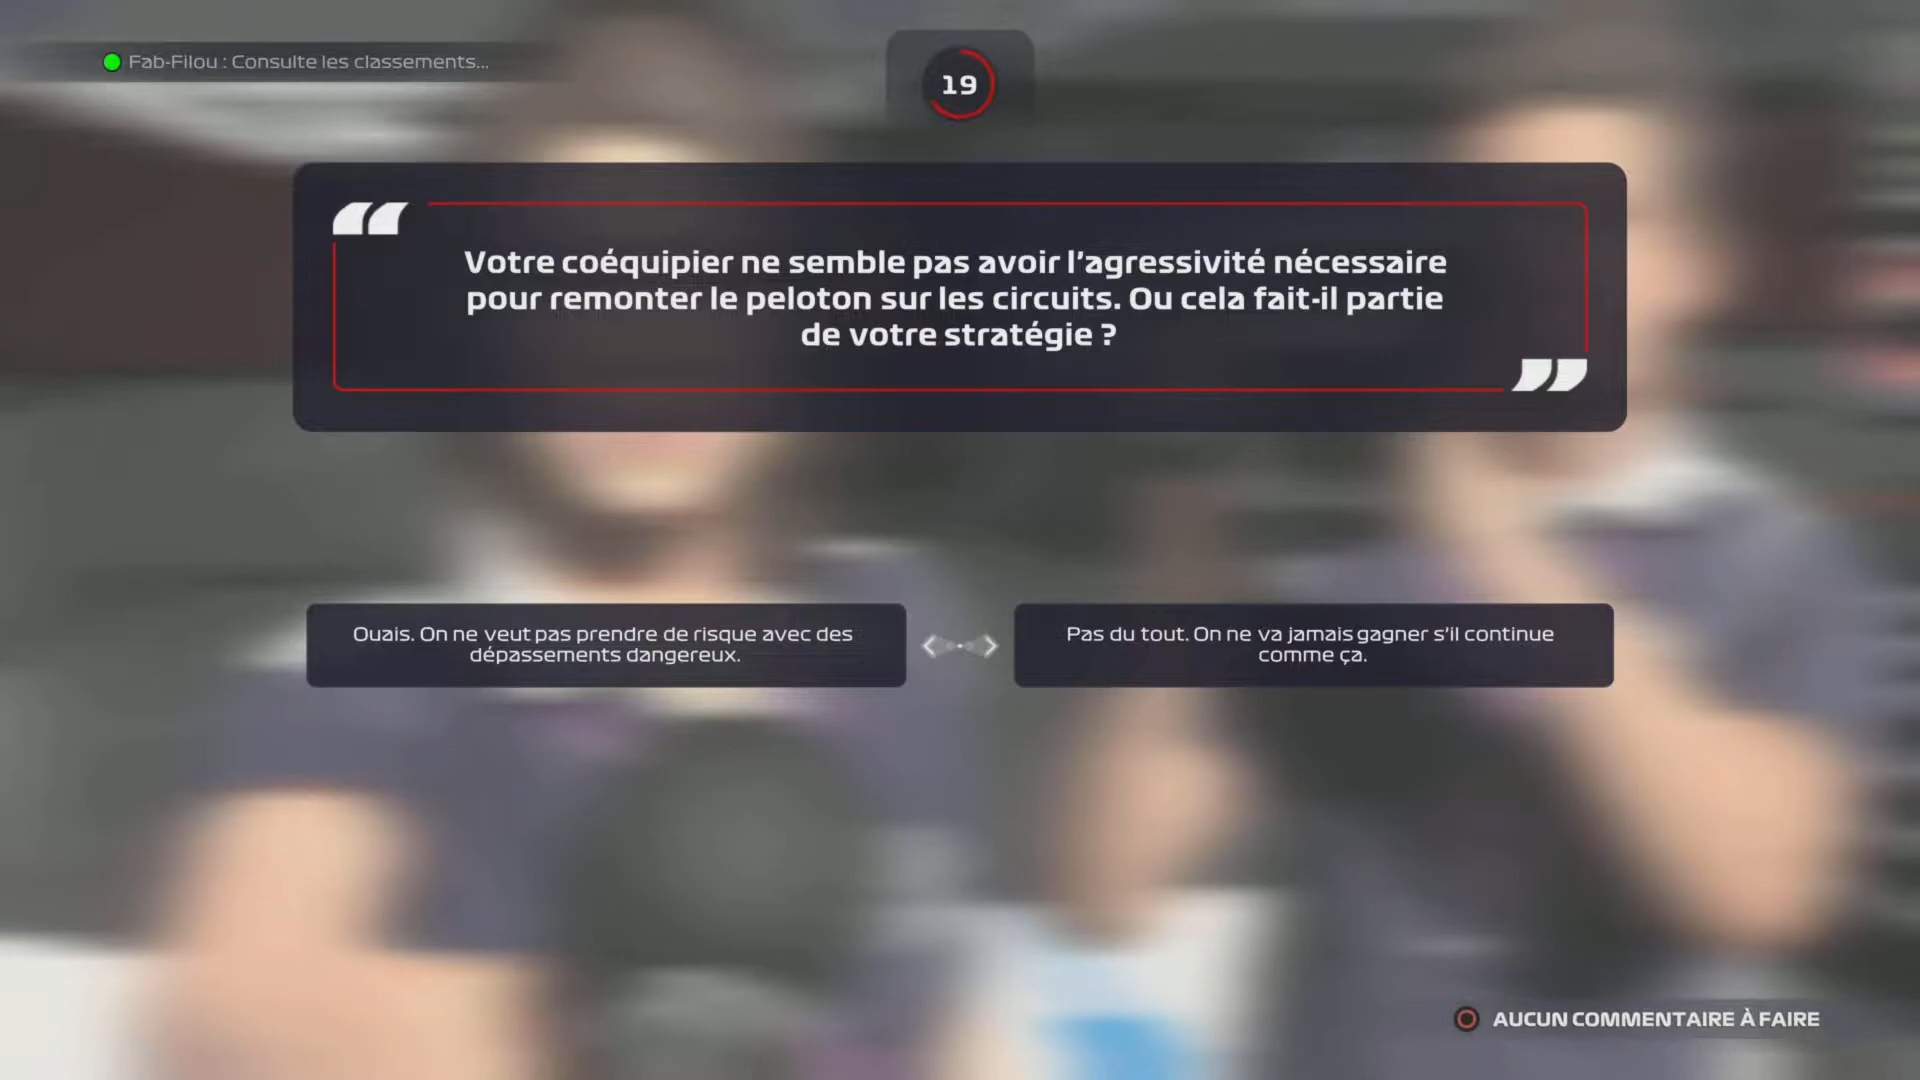 Fab-Filou : Consulte les classements...
19
Votre coéquipier ne semble pas avoir l'agressivité nécessaire
pour remonter le peloton sur les circuits. Ou cela fait-il partie
de votre stratégie ?
Ouais. On ne veut pas prendre de risque avec des
dépassements dangereux.
Pas du tout. On ne va jamais gagner s'il continue
comme ça.
AUCUN COMMENTAIRE À FAIRE